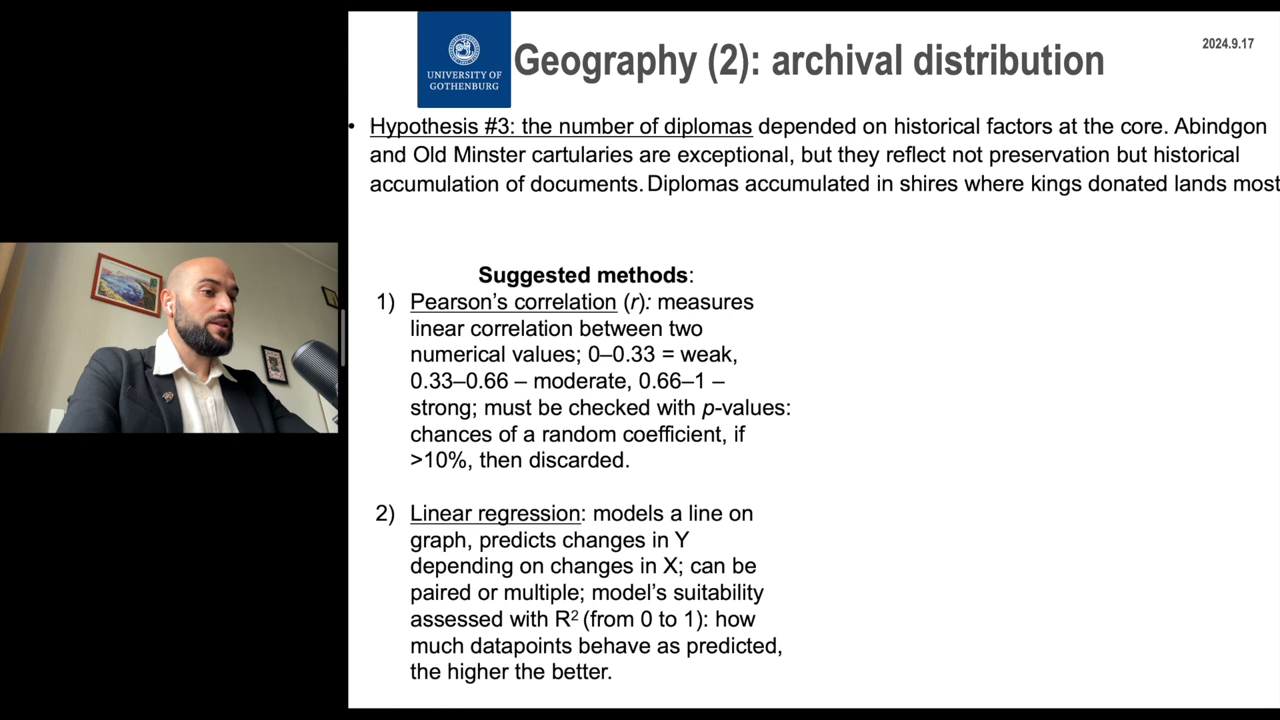 UNIVERSITY OF
GOTHENBURG
Geography (2): archival distribution
2024.9.17
• Hypothesis #3: the number of diplomas depended on historical factors at the core. Abindgon
and Old Minster cartularies are exceptional, but they reflect not preservation but historical
accumulation of documents. Diplomas accumulated in shires where kings donated lands most
Suggested methods:
1) Pearson’s correlation (r): measures
linear correlation between two
numerical values; 0–0.33 = weak,
0.33–0.66 – moderate, 0.66–1 –
strong; must be checked with p-values:
chances of a random coefficient, if
>10%, then discarded.
2) Linear regression: models a line on
graph, predicts changes in Y
depending on changes in X; can be
paired or multiple; model’s suitability
assessed with R² (from 0 to 1): how
much datapoints behave as predicted,
the higher the better.